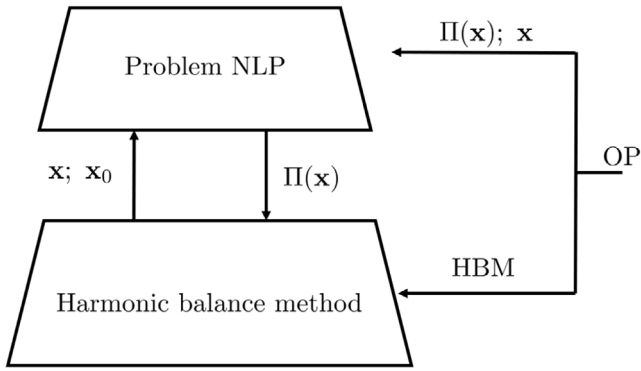 Π(x); x
Problem NLP
OP
x; x₀
Π(x)
HBM
Harmonic balance method